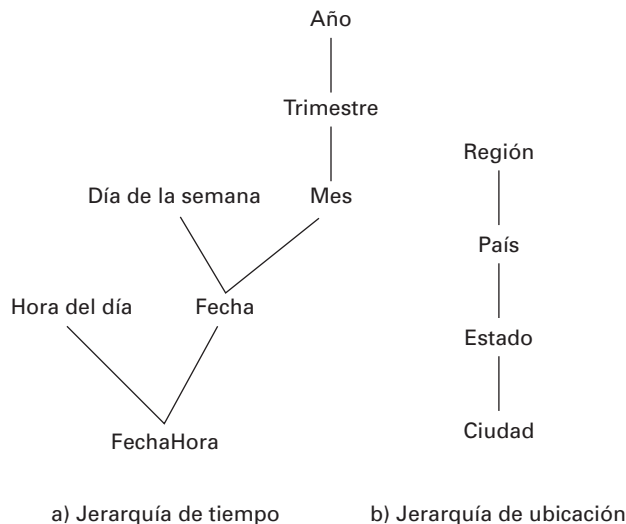 Año
Trimestre
Región
Día de la semana
Mes
País
Hora del día
Fecha
Estado
FechaHora
Ciudad
a) Jerarquía de tiempo
b) Jerarquía de ubicación